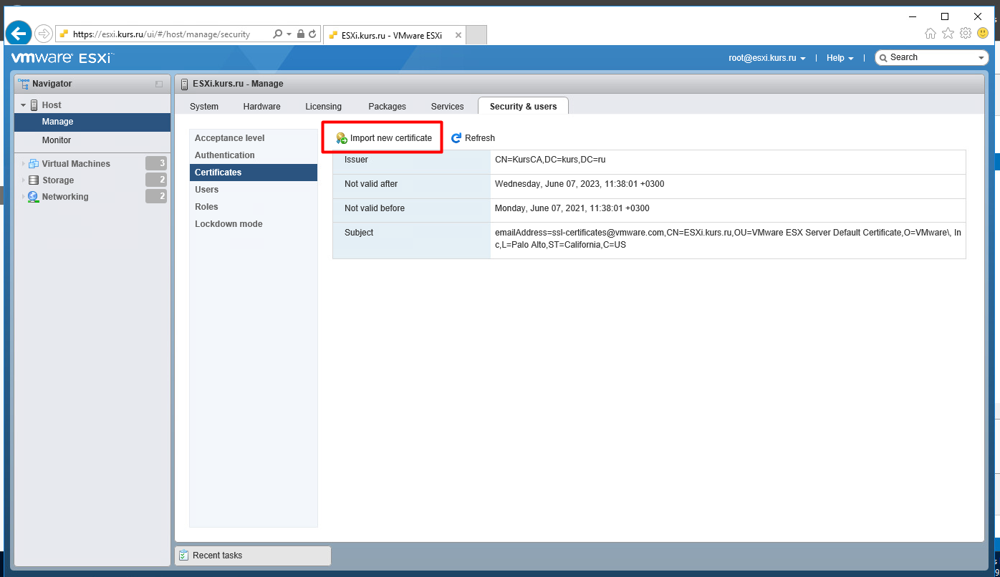 https://esxi.kurs.ru/ui/#/host/manage/security
ESXi.kurs.ru - VMware ESXi
vmware ESXi
root@esxi.kurs.ru
Help
Search
Navigator
Host
Manage
Monitor
Virtual Machines 3
Storage 2
Networking 2
ESXi.kurs.ru - Manage
System Hardware Licensing Packages Services Security & users
Acceptance level
Authentication
Certificates
Users
Roles
Lockdown mode
Import new certificate Refresh
Issuer CN=KursCA,DC=kurs,DC=ru
Not valid after Wednesday, June 07, 2023, 11:38:01 +0300
Not valid before Monday, June 07, 2021, 11:38:01 +0300
Subject emailAddress=ssl-certificates@vmware.com,CN=ESXi.kurs.ru,OU=VMware ESX Server Default Certificate,O=VMware\, In
c,L=Palo Alto,ST=California,C=US
Recent tasks